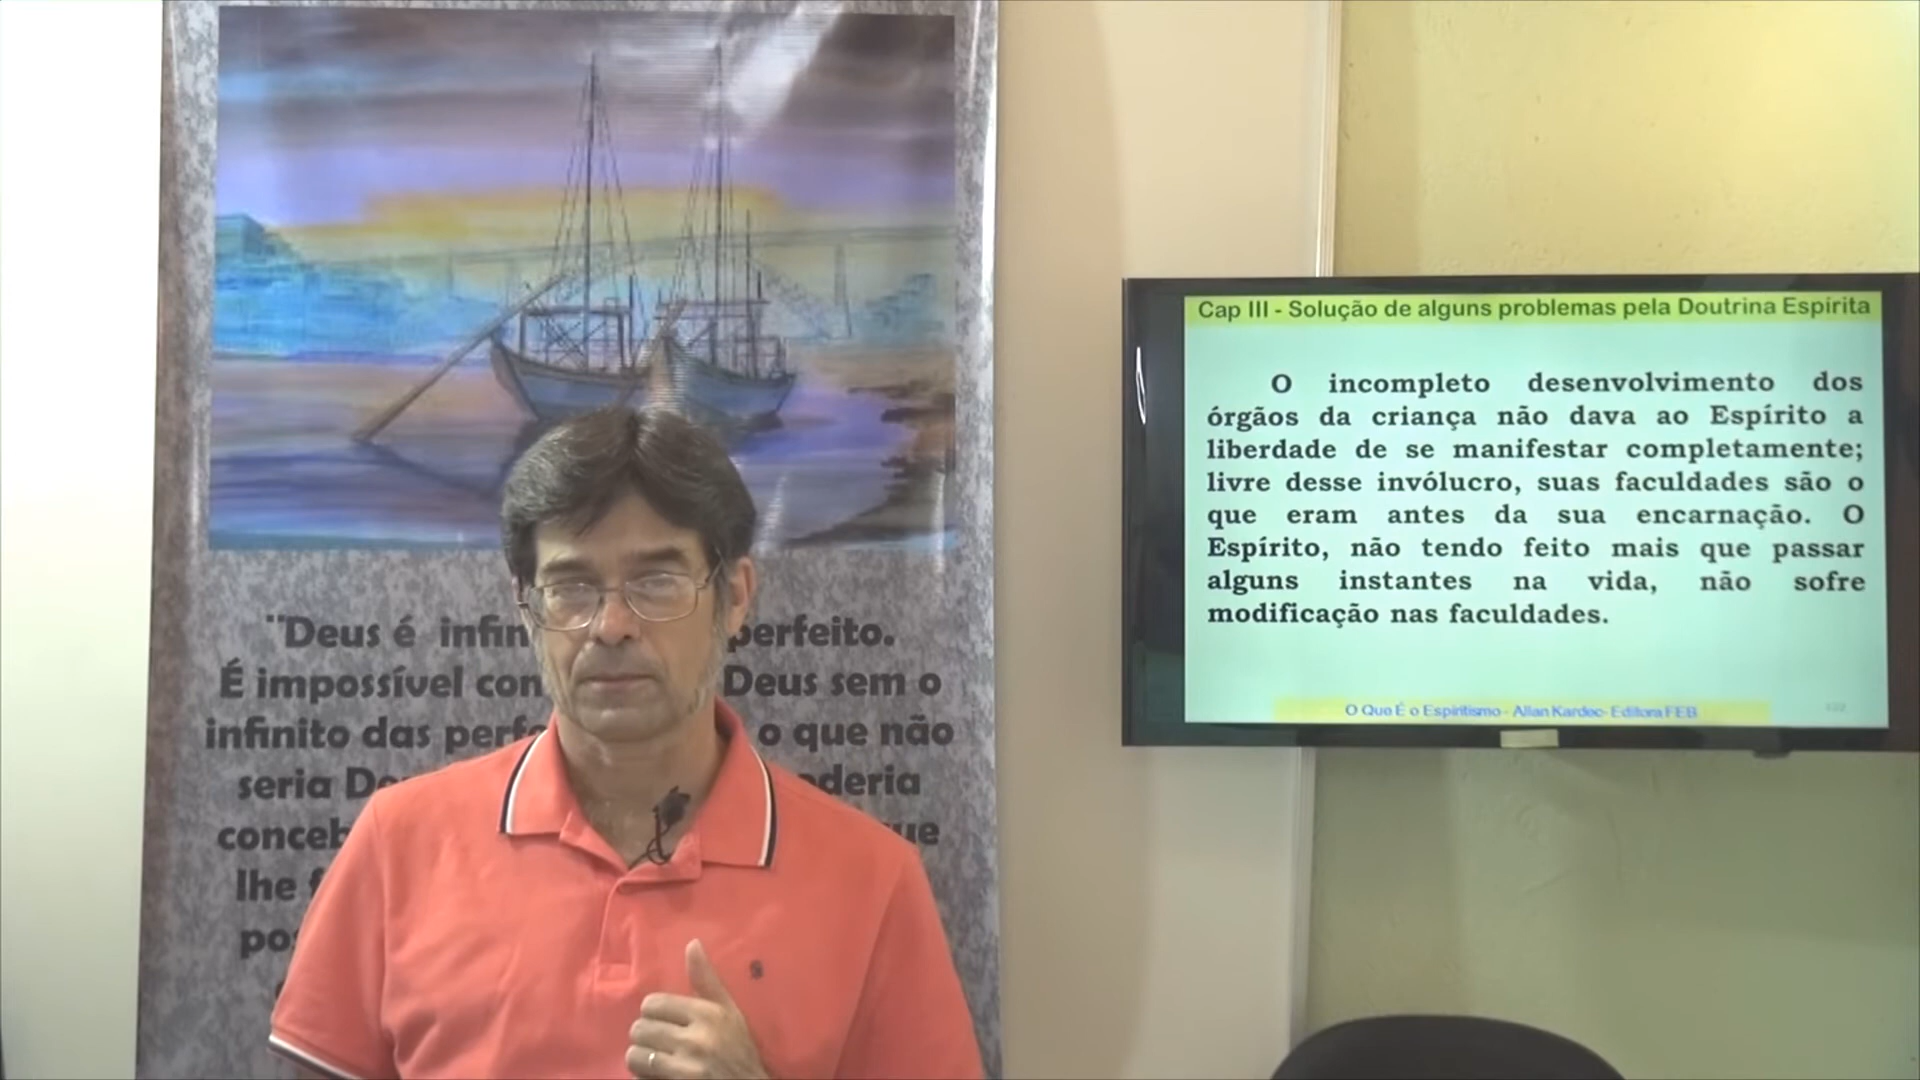 ¨Deus é infin
perfeito.
É impossível con
Deus sem o
infinito das perfe
o que não
seria De
oderia
conceb
ue
lhe f
pos
Cap III - Solução de alguns problemas pela Doutrina Espírita
O incompleto desenvolvimento dos
órgãos da criança não dava ao Espírito a
liberdade de se manifestar completamente;
livre desse invólucro, suas faculdades são o
que eram antes da sua encarnação. O
Espírito, não tendo feito mais que passar
alguns instantes na vida, não sofre
modificação nas faculdades.
O Que É o Espiritismo - Allan Kardec- Editora FEB